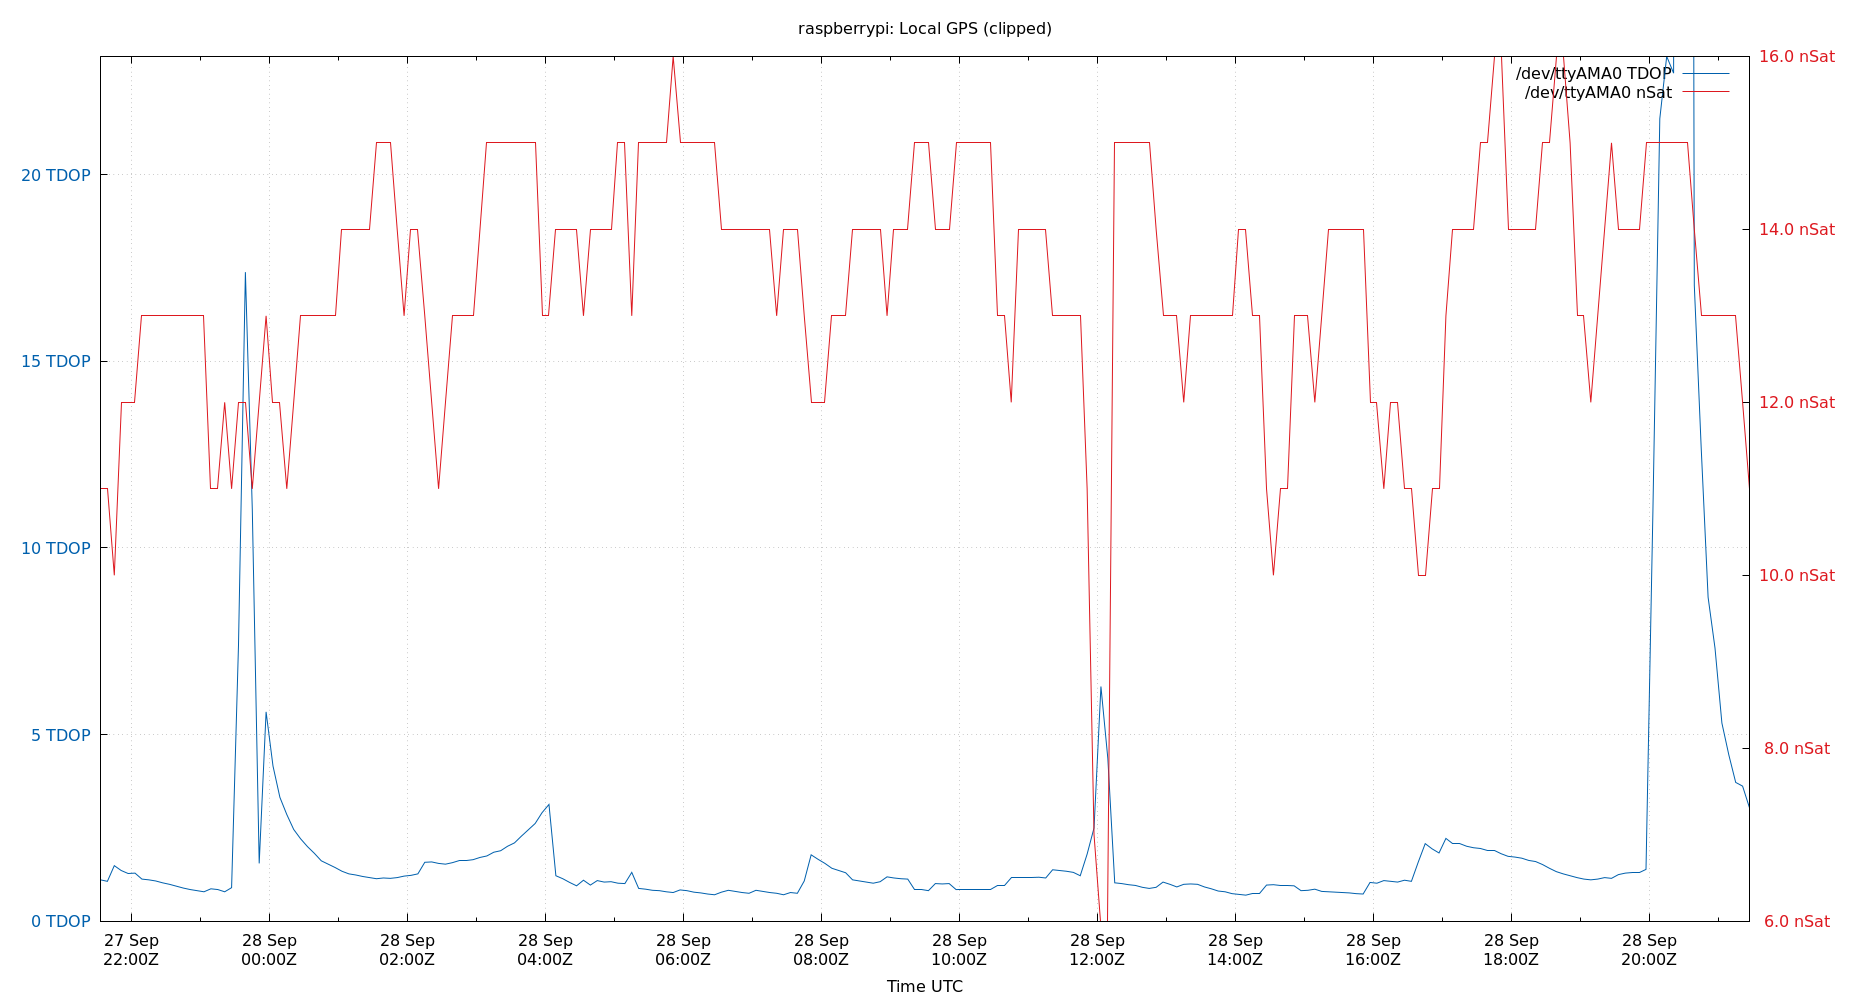 raspberrypi: Local GPS (clipped)
16.0 nSat
/dev/ttyAMA0 TDOP
/dev/ttyAMA0 nSat
20 TDOP
14.0 nSat
15 TDOP
12.0 nSat
10 TDOP
10.0 nSat
5 TDOP
8.0 nSat
0 TDOP
6.0 nSat
27 Sep
22:00Z
28 Sep
00:00Z
28 Sep
02:00Z
28 Sep
04:00Z
28 Sep
06:00Z
28 Sep
08:00Z
28 Sep
10:00Z
28 Sep
12:00Z
28 Sep
14:00Z
28 Sep
16:00Z
28 Sep
18:00Z
28 Sep
20:00Z
Time UTC